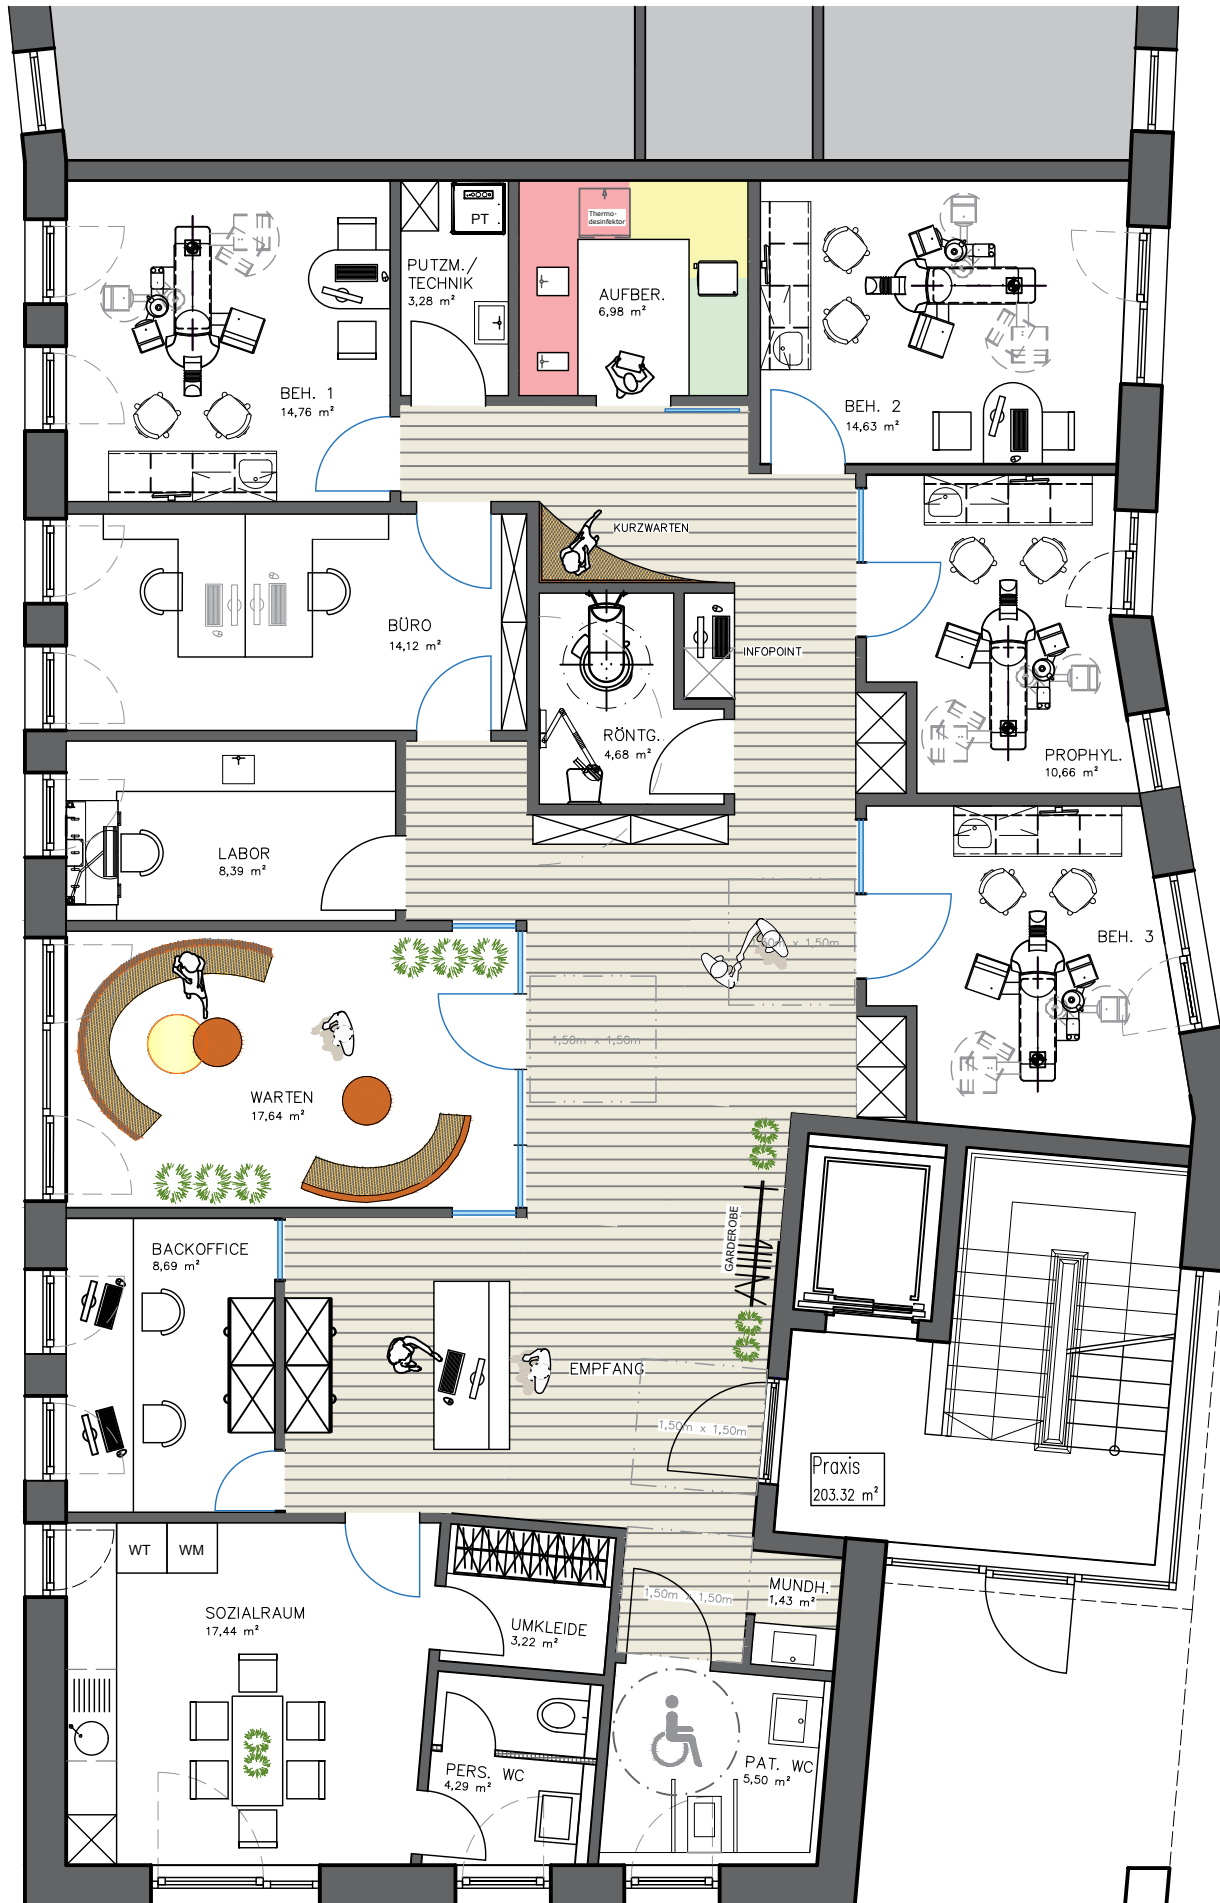 PT
Thermo-
desinfektor
PUTZM./
TECHNIK
3,28 m²
AUFBER.
6,98 m²
BEH. 1
14,76 m²
BEH. 2
14,63 m²
KURZWARTEN
BÜRO
14,12 m²
INFOPOINT
RÖNTG.
4,68 m²
PROPHYL.
10,66 m²
LABOR
8,39 m²
BEH. 3
1,50m x 1,50m
1,50m x 1,50m
WARTEN
17,64 m²
GARDEROBE
BACKOFFICE
8,69 m²
EMPFANG
1,50m x 1,50m
Praxis
203.32 m²
WT
WM
MUNDH.
1,43 m²
1,50m x 1,50m
SOZIALRAUM
17,44 m²
UMKLEIDE
3,22 m²
PERS. WC
4,29 m²
PAT. WC
5,50 m²